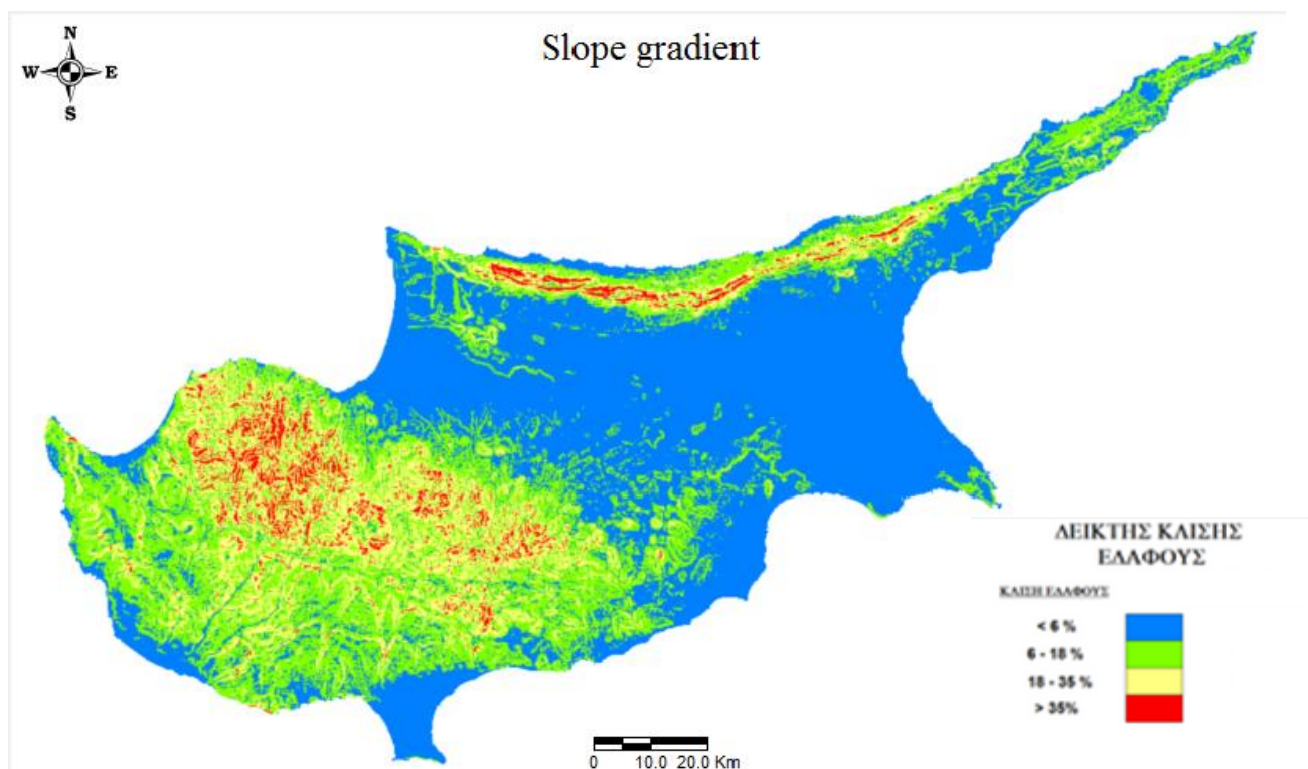 Slope gradient
N
W E
S
ΔΕΙΚΤΗΣ ΚΛΙΣΗΣ
ΕΔΑΦΟΥΣ
ΚΛΙΣΗ ΕΔΑΦΟΥΣ
< 6 %
6 - 18 %
18 - 35 %
> 35%
0 10.0 20.0 Km